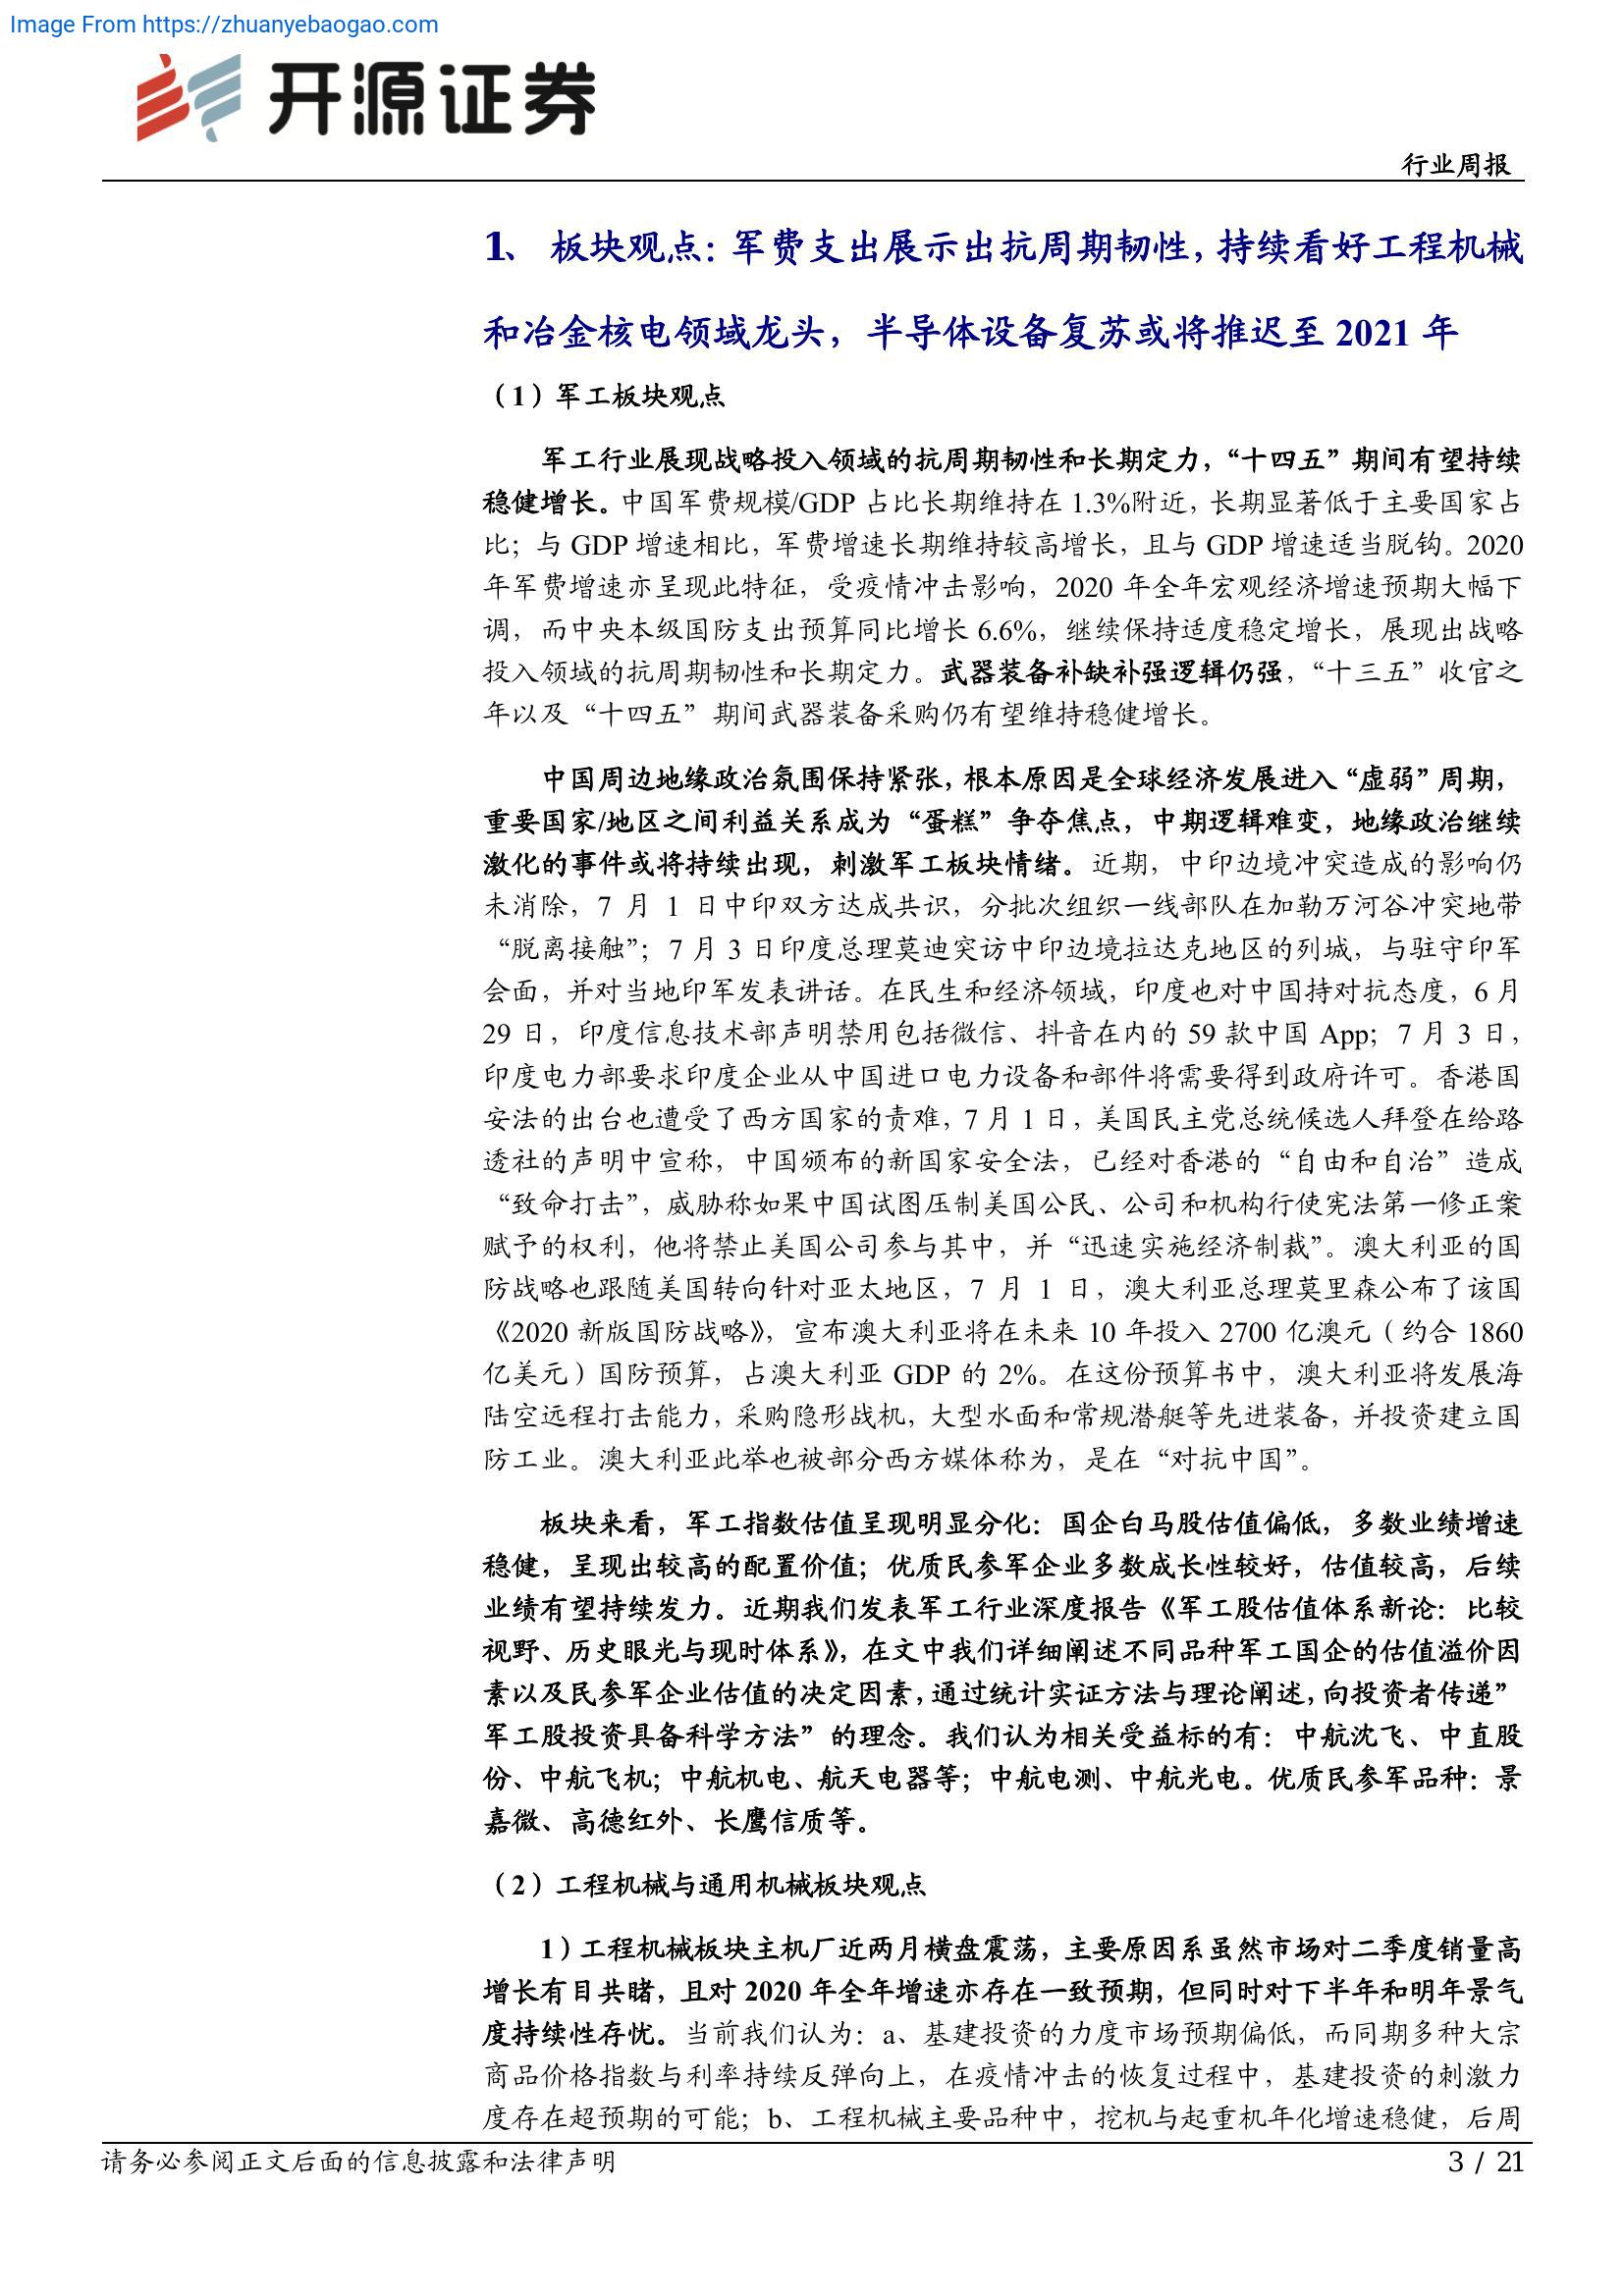 Image From https://zhuanyebaogao.com
开源证券
行业周报
1、 板块观点：军费支出展示出抗周期韧性，持续看好工程机械
和冶金核电领域龙头，半导体设备复苏或将推迟至 2021 年
（1）军工板块观点
军工行业展现战略投入领域的抗周期韧性和长期定力，“十四五”期间有望持续
稳健增长。中国军费规模/GDP 占比长期维持在 1.3%附近，长期显著低于主要国家占
比；与 GDP 增速相比，军费增速长期维持较高增长，且与 GDP 增速适当脱钩。2020
年军费增速亦呈现此特征，受疫情冲击影响，2020 年全年宏观经济增速预期大幅下
调，而中央本级国防支出预算同比增长 6.6%，继续保持适度稳定增长，展现出战略
投入领域的抗周期韧性和长期定力。武器装备补缺补强逻辑仍强，“十三五”收官之
年以及“十四五”期间武器装备采购仍有望维持稳健增长。
中国周边地缘政治氛围保持紧张，根本原因是全球经济发展进入“虚弱”周期，
重要国家/地区之间利益关系成为“蛋糕”争夺焦点，中期逻辑难变，地缘政治继续
激化的事件或将持续出现，刺激军工板块情绪。近期，中印边境冲突造成的影响仍
未消除，7 月 1 日中印双方达成共识，分批次组织一线部队在加勒万河谷冲突地带
“脱离接触”；7 月 3 日印度总理莫迪突访中印边境拉达克地区的列城，与驻守印军
会面，并对当地印军发表讲话。在民生和经济领域，印度也对中国持对抗态度，6 月
29 日，印度信息技术部声明禁用包括微信、抖音在内的 59 款中国 App；7 月 3 日，
印度电力部要求印度企业从中国进口电力设备和部件将需要得到政府许可。香港国
安法的出台也遭受了西方国家的责难，7 月 1 日，美国民主党总统候选人拜登在给路
透社的声明中宣称，中国颁布的新国家安全法，已经对香港的“自由和自治”造成
“致命打击”，威胁称如果中国试图压制美国公民、公司和机构行使宪法第一修正案
赋予的权利，他将禁止美国公司参与其中，并“迅速实施经济制裁”。澳大利亚的国
防战略也跟随美国转向针对亚太地区，7 月 1 日，澳大利亚总理莫里森公布了该国
《2020 新版国防战略》，宣布澳大利亚将在未来 10 年投入 2700 亿澳元（约合 1860
亿美元）国防预算，占澳大利亚 GDP 的 2%。在这份预算书中，澳大利亚将发展海
陆空远程打击能力，采购隐形战机，大型水面和常规潜艇等先进装备，并投资建立国
防工业。澳大利亚此举也被部分西方媒体称为，是在“对抗中国”。
板块来看，军工指数估值呈现明显分化：国企白马股估值偏低，多数业绩增速
稳健，呈现出较高的配置价值；优质民参军企业多数成长性较好，估值较高，后续
业绩有望持续发力。近期我们发表军工行业深度报告《军工股估值体系新论：比较
视野、历史眼光与现时体系》，在文中我们详细阐述不同品种军工国企的估值溢价因
素以及民参军企业估值的决定因素，通过统计实证方法与理论阐述，向投资者传递”
军工股投资具备科学方法”的理念。我们认为相关受益标的有：中航沈飞、中直股
份、中航飞机；中航机电、航天电器等；中航电测、中航光电。优质民参军品种：景
嘉微、高德红外、长鹰信质等。
（2）工程机械与通用机械板块观点
1）工程机械板块主机厂近两月横盘震荡，主要原因系虽然市场对二季度销量高
增长有目共睹，且对 2020 年全年增速亦存在一致预期，但同时对下半年和明年景气
度持续性存忧。当前我们认为：a、基建投资的力度市场预期偏低，而同期多种大宗
商品价格指数与利率持续反弹向上，在疫情冲击的恢复过程中，基建投资的刺激力
度存在超预期的可能；b、工程机械主要品种中，挖机与起重机年化增速稳健，后周
请务必参阅正文后面的信息披露和法律声明
3 / 21